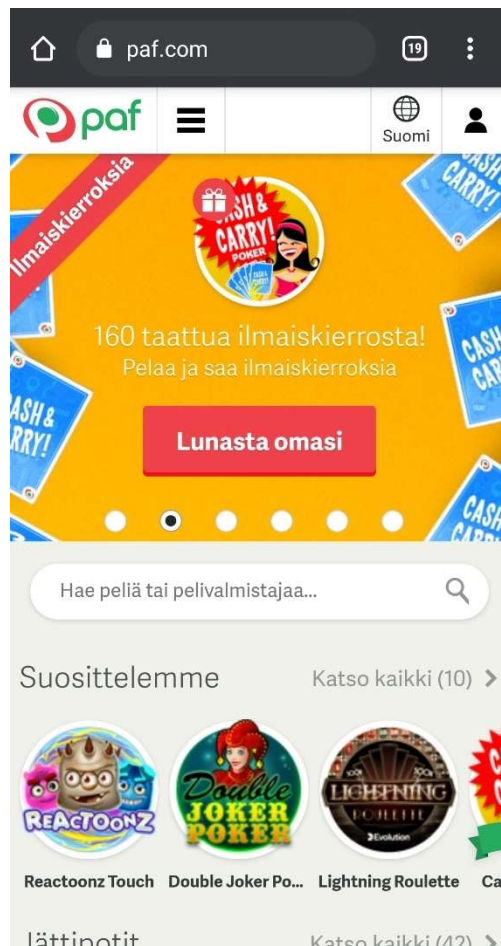 paf.com
19
paf
Suomi
Ilmaiskierroksia
CASH &
CARRY!
POKER
160 taattua ilmaiskierrosta!
Pelaa ja saa ilmaiskierroksia
Lunasta omasi
Hae peliä tai pelivalmistajaa...
Suosittelemme
Katso kaikki (10)
REACTOONZ
Double
JOKER
POKER
LIGHTNING
ROULETTE
Evolution
Reactoonz Touch
Double Joker Po...
Lightning Roulette
Ca
Jättipotit
Katso kaikki (42)